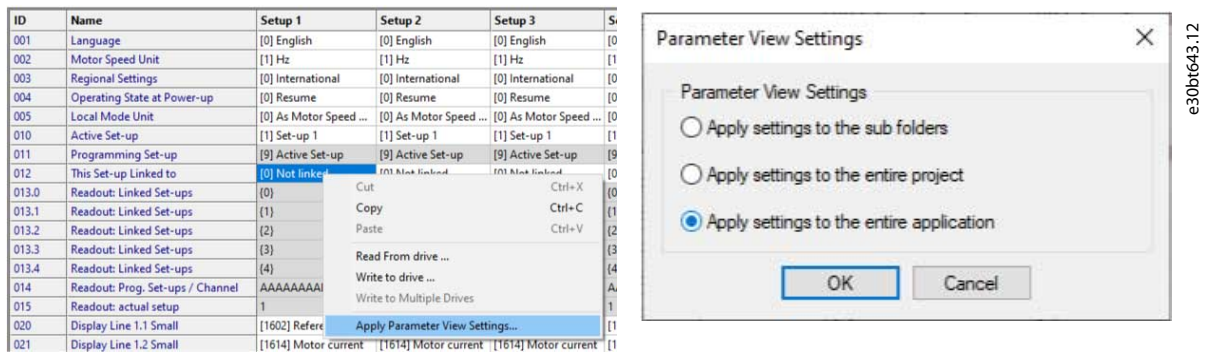 ID Name Setup 1 Setup 2 Setup 3
001 Language [0] English [0] English [0] English
002 Motor Speed Unit [1] Hz [1] Hz [1] Hz
003 Regional Settings [0] International [0] International [0] International
004 Operating State at Power-up [0] Resume [0] Resume [0] Resume
005 Local Mode Unit [0] As Motor Speed ... [0] As Motor Speed ... [0] As Motor Speed ...
010 Active Set-up [1] Set-up 1 [1] Set-up 1 [1] Set-up 1
011 Programming Set-up [9] Active Set-up [9] Active Set-up [9] Active Set-up
012 This Set-up Linked to [0] Not linked [0] Not linked [0] Not linked
013.0 Readout: Linked Set-ups {0}
013.1 Readout: Linked Set-ups {1}
013.2 Readout: Linked Set-ups {2}
013.3 Readout: Linked Set-ups {3}
013.4 Readout: Linked Set-ups {4}
014 Readout: Prog. Set-ups / Channel
015 Readout: actual setup 1
020 Display Line 1.1 Small [1602] Refere
021 Display Line 1.2 Small [1614] Motor current [1614] Motor current [1614] Motor current
Cut Ctrl+X
Copy Ctrl+C
Paste Ctrl+V
Read From drive ...
Write to drive ...
Write to Multiple Drives
Apply Parameter View Settings...
Parameter View Settings
Parameter View Settings
Apply settings to the sub folders
Apply settings to the entire project
Apply settings to the entire application
OK Cancel
e30bt643.12